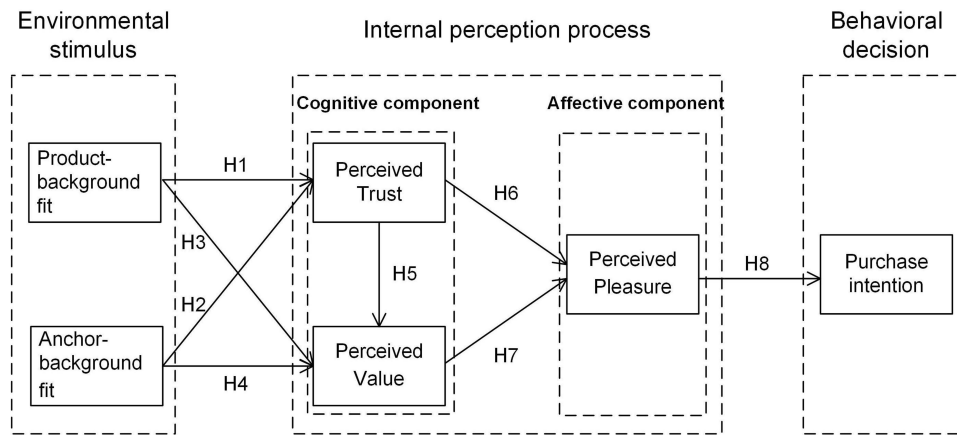 Environmental
stimulus
Internal perception process
Behavioral
decision
Cognitive component
Affective component
Product-
background
fit
H1
Perceived
Trust
H6
H3
H2
H5
Perceived
Pleasure
H8
Purchase
intention
Anchor-
background
fit
H4
Perceived
Value
H7